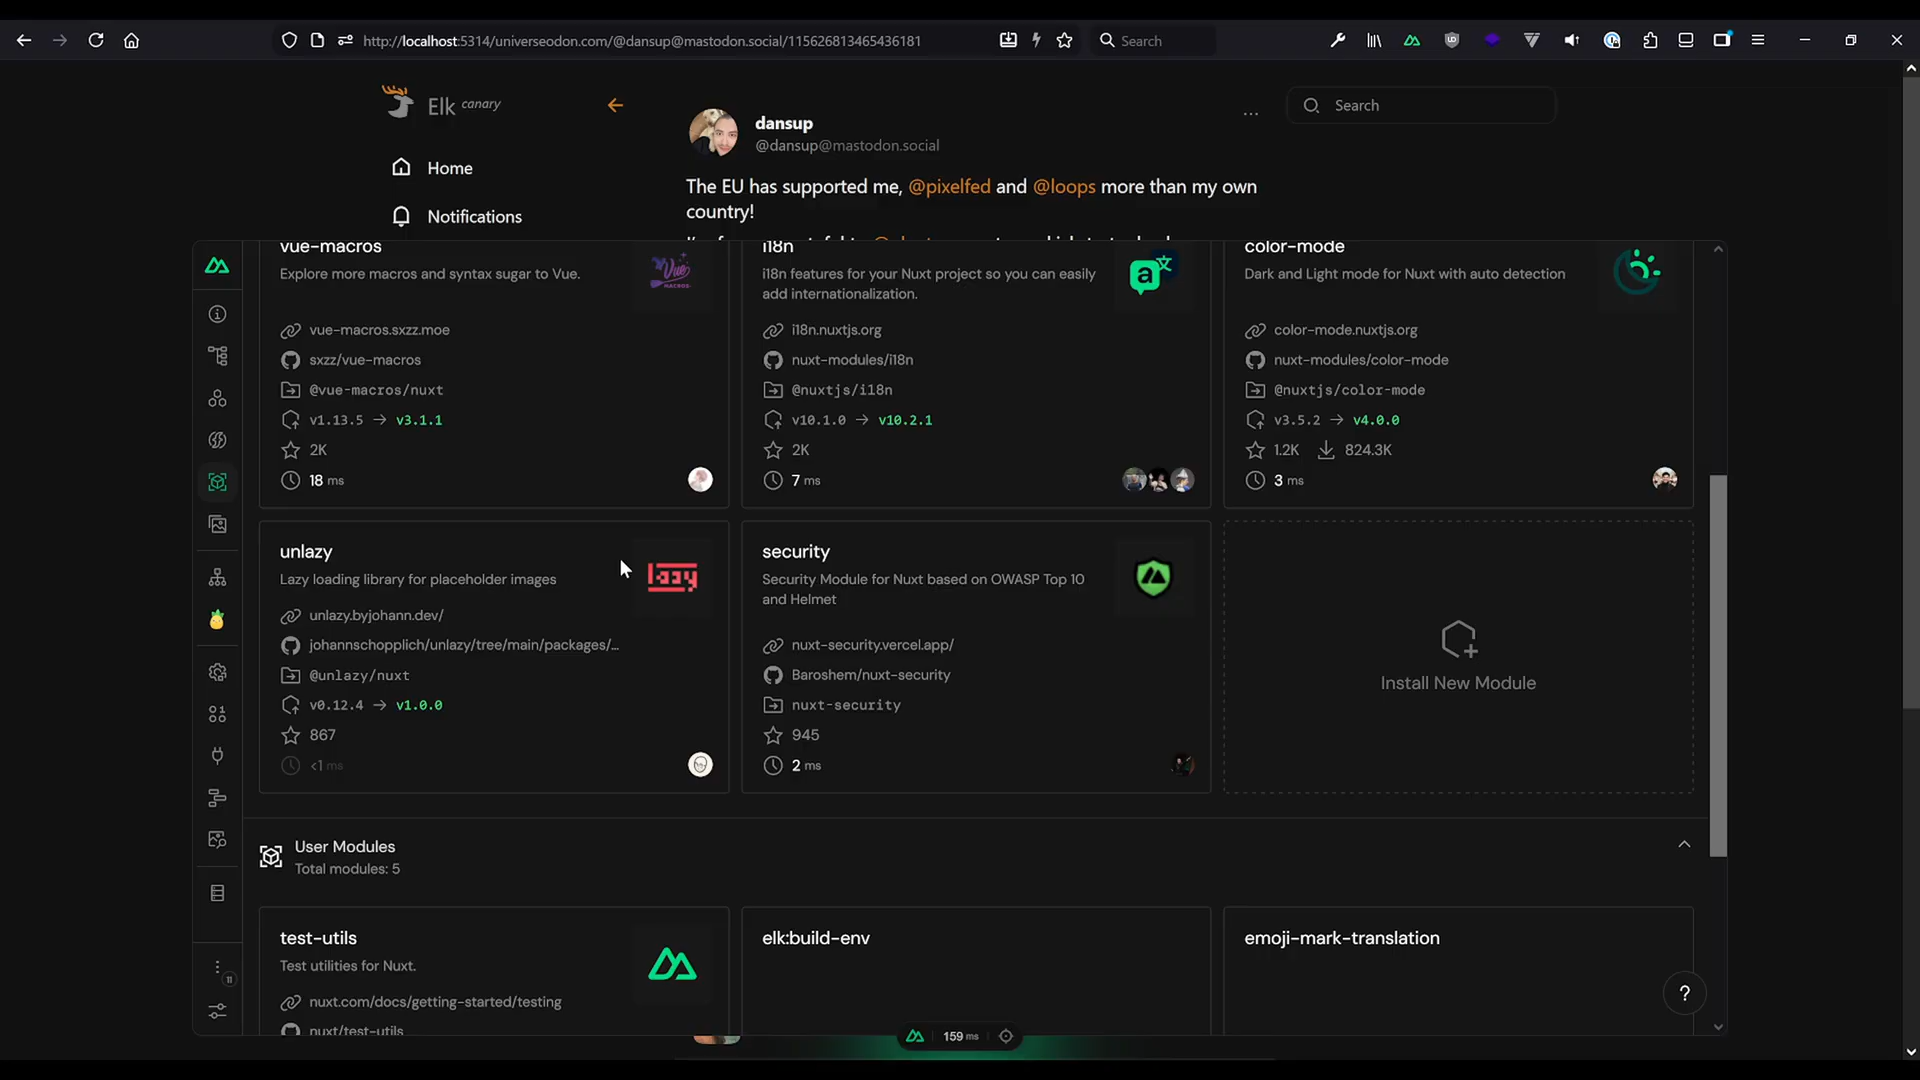 http://localhost:5314/universeodon.com/@dansup@mastodon.social/115626813465436181
Search
Elk canary
Home
Notifications
dansup
@dansup@mastodon.social
...
Search
The EU has supported me, @pixelfed and @loops more than my own
country!
vue-macros
Explore more macros and syntax sugar to Vue.
vue-macros.sxzz.moe
sxzz/vue-macros
@vue-macros/nuxt
v1.13.5 → v3.1.1
2K
18 ms
i18n
i18n features for your Nuxt project so you can easily
add internationalization.
i18n.nuxtjs.org
nuxt-modules/i18n
@nuxtjs/i18n
v10.1.0 → v10.2.1
2K
7 ms
color-mode
Dark and Light mode for Nuxt with auto detection
color-mode.nuxtjs.org
nuxt-modules/color-mode
@nuxtjs/color-mode
v3.5.2 → v4.0.0
1.2K 824.3K
3 ms
unlazy
Lazy loading library for placeholder images
lazy
unlazy.byjohann.dev/
johannschopplich/unlazy/tree/main/packages/...
@unlazy/nuxt
v0.12.4 → v1.0.0
867
<1 ms
security
Security Module for Nuxt based on OWASP Top 10
and Helmet
nuxt-security.vercel.app/
Baroshem/nuxt-security
nuxt-security
945
2 ms
Install New Module
User Modules
Total modules: 5
test-utils
Test utilities for Nuxt.
nuxt.com/docs/getting-started/testing
nuxt/test-utils
elk:build-env
emoji-mark-translation
?
11
159 ms